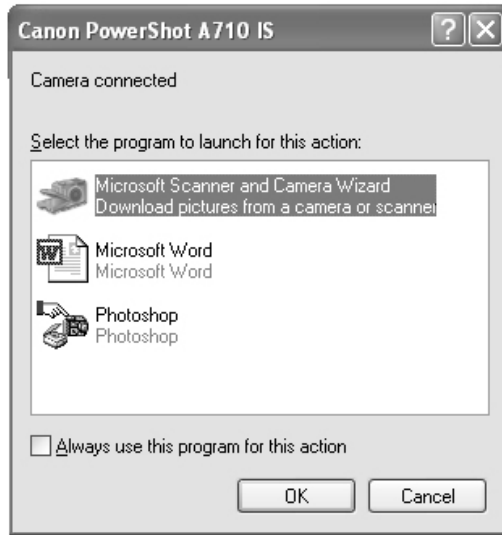 Canon PowerShot A710 IS
Camera connected
Select the program to launch for this action:
Microsoft Scanner and Camera Wizard
Download pictures from a camera or scanner
Microsoft Word
Microsoft Word
Photoshop
Photoshop
Always use this program for this action
OK Cancel